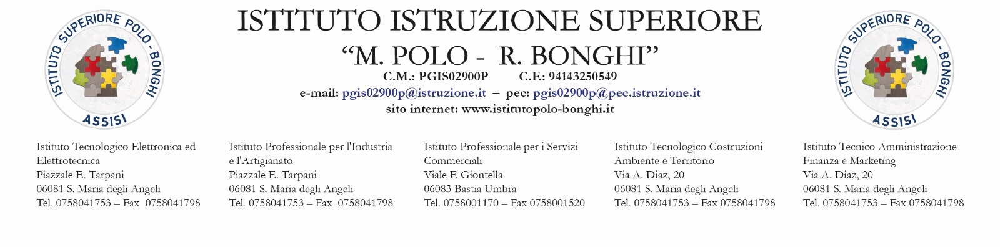 ISTITUTO SUPERIORE POLO-BONGHI
ASSISI
ISTITUTO ISTRUZIONE SUPERIORE
“M. POLO - R. BONGHI”
C.M.: PGIS02900P C.F.: 94143250549
e-mail: pgis02900p@istruzione.it – pec: pgis02900p@pec.istruzione.it
sito internet: www.istitutopolo-bonghi.it
ISTITUTO SUPERIORE POLO-BONGHI
ASSISI
Istituto Tecnologico Elettronica ed
Elettrotecnica
Piazzale E. Tarpani
06081 S. Maria degli Angeli
Tel. 0758041753 – Fax 0758041798
Istituto Professionale per l'Industria
e l'Artigianato
Piazzale E. Tarpani
06081 S. Maria degli Angeli
Tel. 0758041753 – Fax 0758041798
Istituto Professionale per i Servizi
Commerciali
Viale F. Giontella
06083 Bastia Umbra
Tel. 0758001170 – Fax 0758001520
Istituto Tecnologico Costruzioni
Ambiente e Territorio
Via A. Diaz, 20
06081 S. Maria degli Angeli
Tel. 0758041753 – Fax 0758041798
Istituto Tecnico Amministrazione
Finanza e Marketing
Via A. Diaz, 20
06081 S. Maria degli Angeli
Tel. 0758041753 – Fax 0758041798